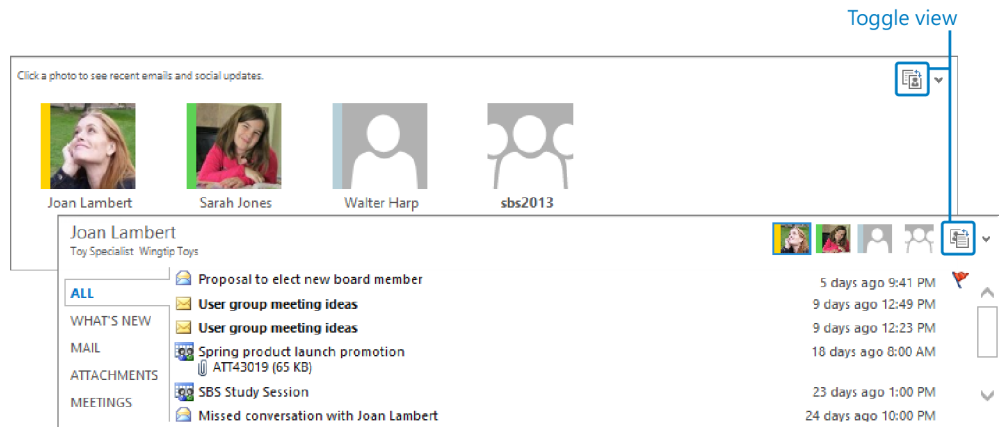 Toggle view
Click a photo to see recent emails and social updates.
Joan Lambert
Sarah Jones
Walter Harp
sbs2013
Joan Lambert
Toy Specialist Wingtip Toys
ALL
WHAT'S NEW
MAIL
ATTACHMENTS
MEETINGS
Proposal to elect new board member 5 days ago 9:41 PM
User group meeting ideas 9 days ago 12:49 PM
User group meeting ideas 9 days ago 12:23 PM
Spring product launch promotion 18 days ago 8:00 AM
ATT43019 (65 KB)
SBS Study Session 23 days ago 1:00 PM
Missed conversation with Joan Lambert 24 days ago 10:00 PM